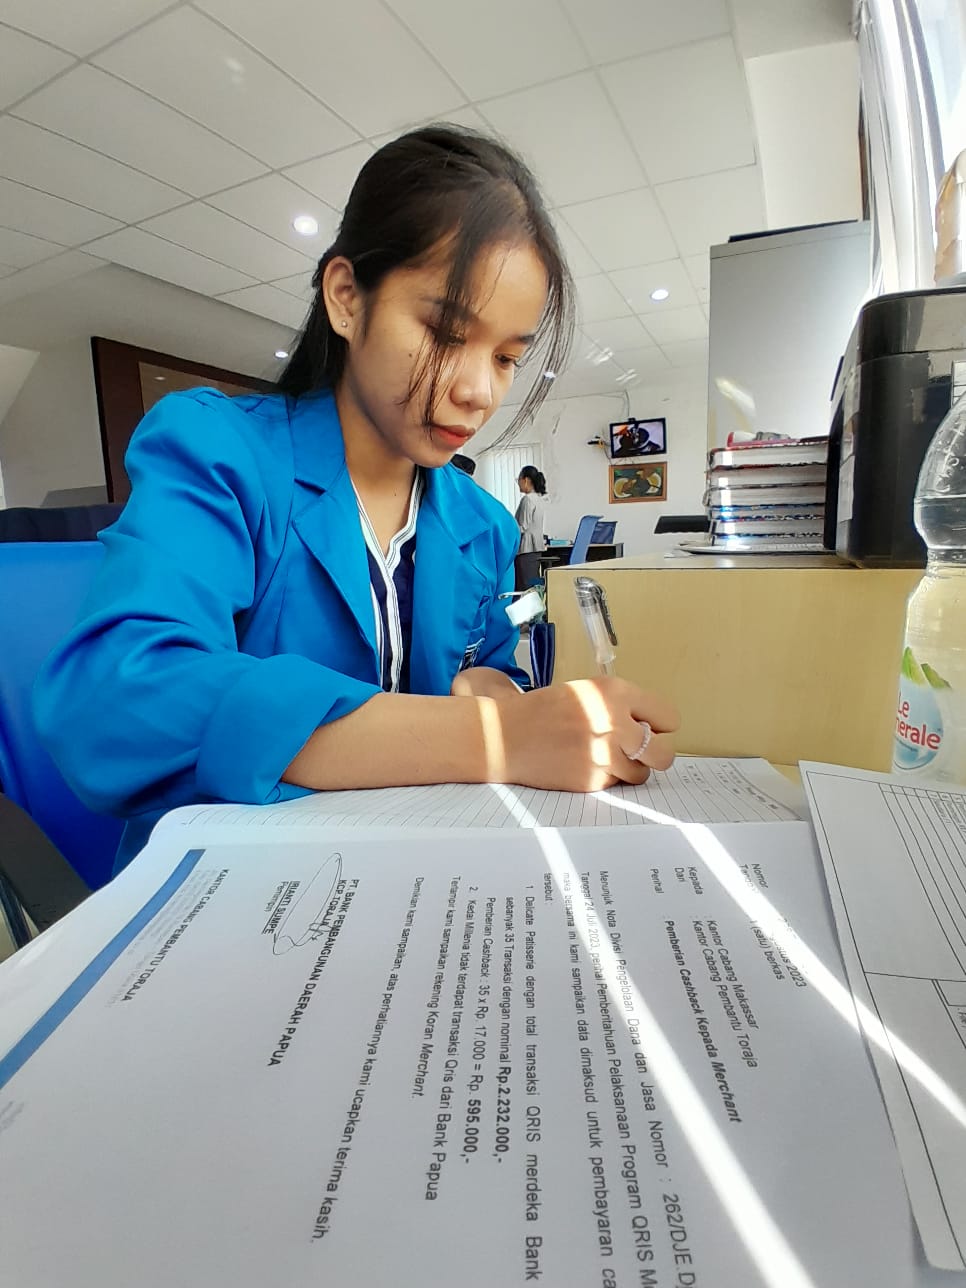 Nomor
2023
1 (satu) berkas
Kepada : Kantor Cabang Makassar
Dari : Kantor Cabang Pembantu Toraja
Perihal : Pemberian Cashback Kepada Merchant
Menunjuk Nota Divisi Pengelolaan Dana dan Jasa Nomor : 262/DJE.D
Tanggal 21 Juli 2023, perihal Pemberitahuan Pelaksanaan Program QRIS
maka bersama ini kami sampaikan data dimaksud untuk pembayaran
tersebut :
1. Delicate Patisserie dengan total transaksi QRIS merdeka Bank
sebanyak 35 Transaksi dengan nominal Rp.2.232.000,-
Pemberian Cashback : 35 x Rp. 17.000 = Rp. 595.000,-
2. Kedai Millenia tidak terdapat transaksi Qris dari Bank Papua
Terlampir kami sampaikan rekening Koran Merchant.
Demikian kami sampaikan, atas perhatiannya kami ucapkan terima kasih.
PT. BANK PEMBANGUNAN DAERAH PAPUA
KCP TORAJA
Pemimpin
KANTOR CABANG PEMBANTU TORAJA
Le
nerale